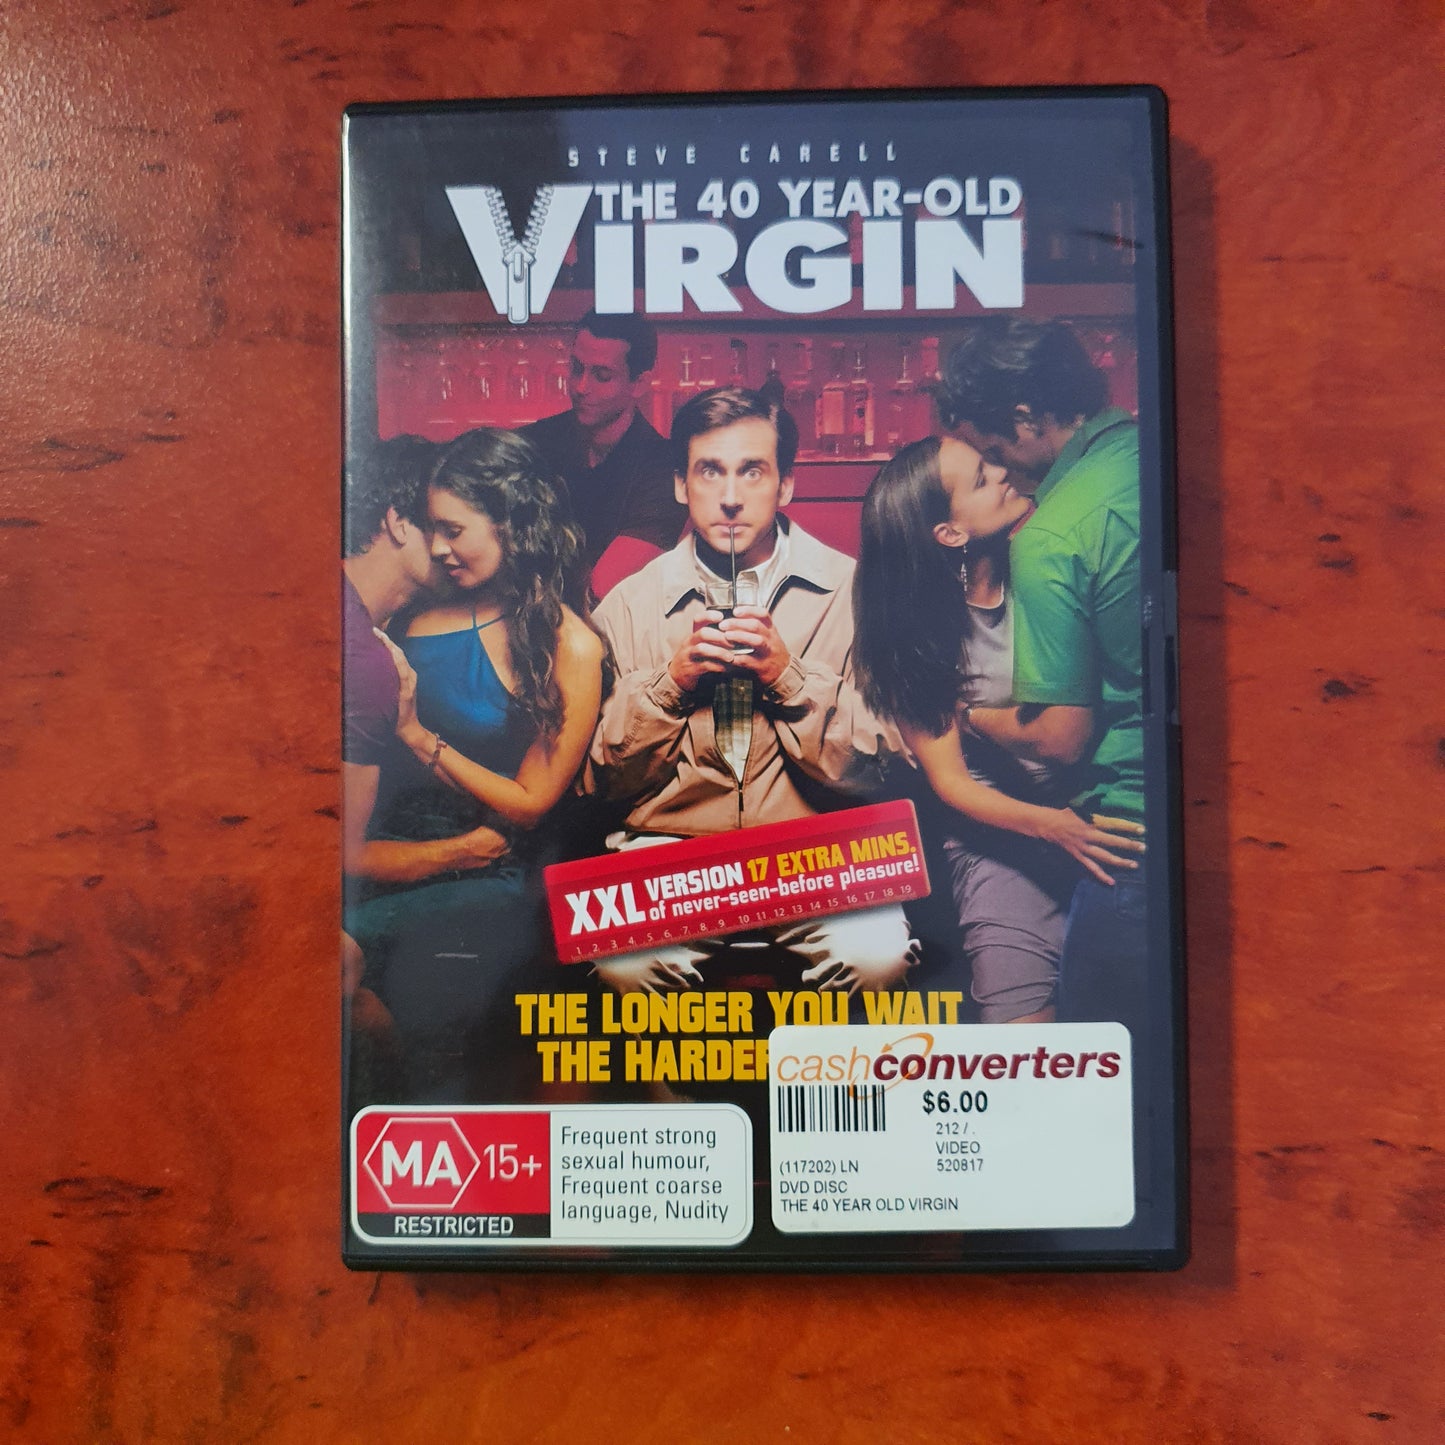 STEVE CARELL
THE 40 YEAR-OLD
VIRGIN
XXL VERSION 17 EXTRA MINS.
of never-seen-before pleasure!
1 2 3 4 5 6 7 8 9 10 11 12 13 14 15 16 17 18 19
THE LONGER YOU WAIT
THE HARDER
cashconverters
$6.00
212 / .
VIDEO
(117202) LN 520817
DVD DISC
THE 40 YEAR OLD VIRGIN
MA 15+
RESTRICTED
Frequent strong
sexual humour,
Frequent coarse
language, Nudity